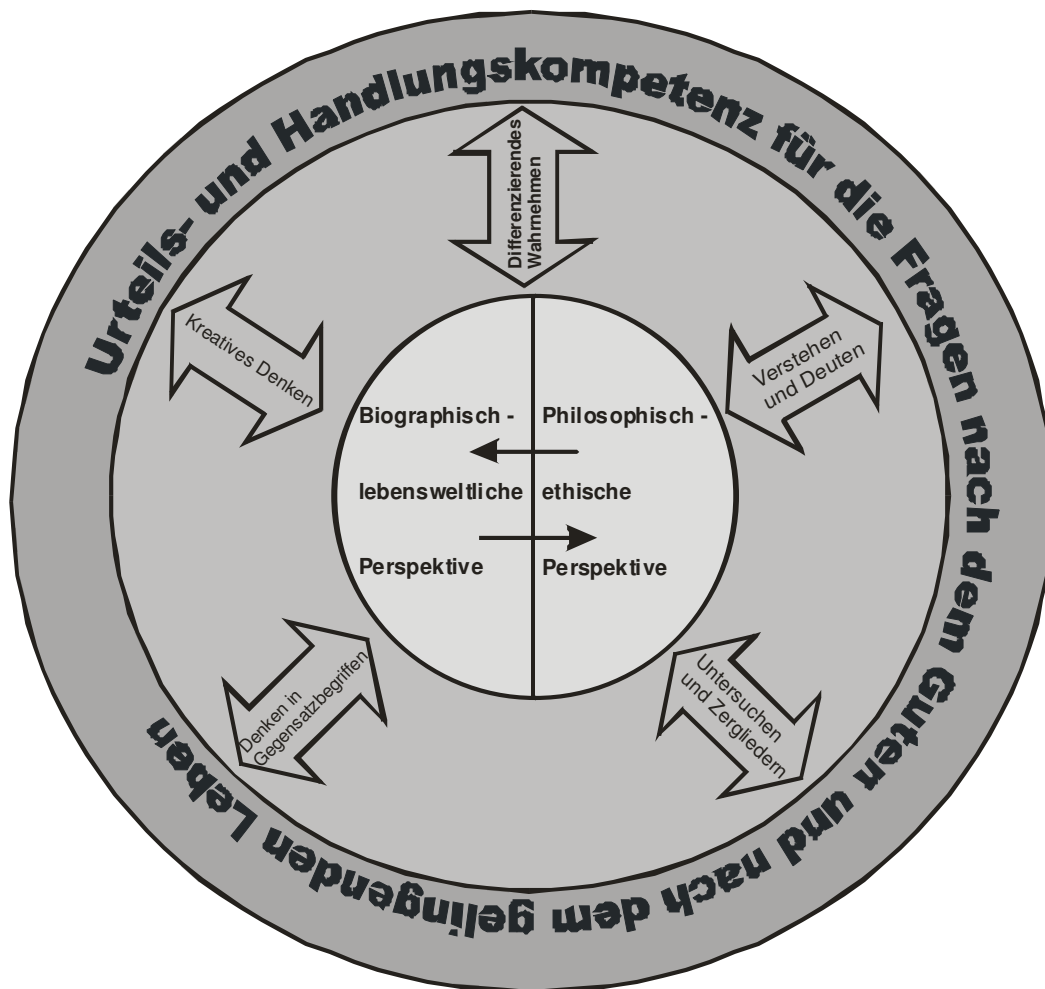 Urteils- und Handlungskompetenz für die Fragen nach dem Guten und nach dem gelingenden Leben
Differenzierendes
Wahrnehmen
Kreatives Denken
Verstehen
und Deuten
Biographisch -
lebensweltliche
Perspektive
Philosophisch -
ethische
Perspektive
Denken in
Gegensatzbegriffen
Untersuchen
und Zergliedern